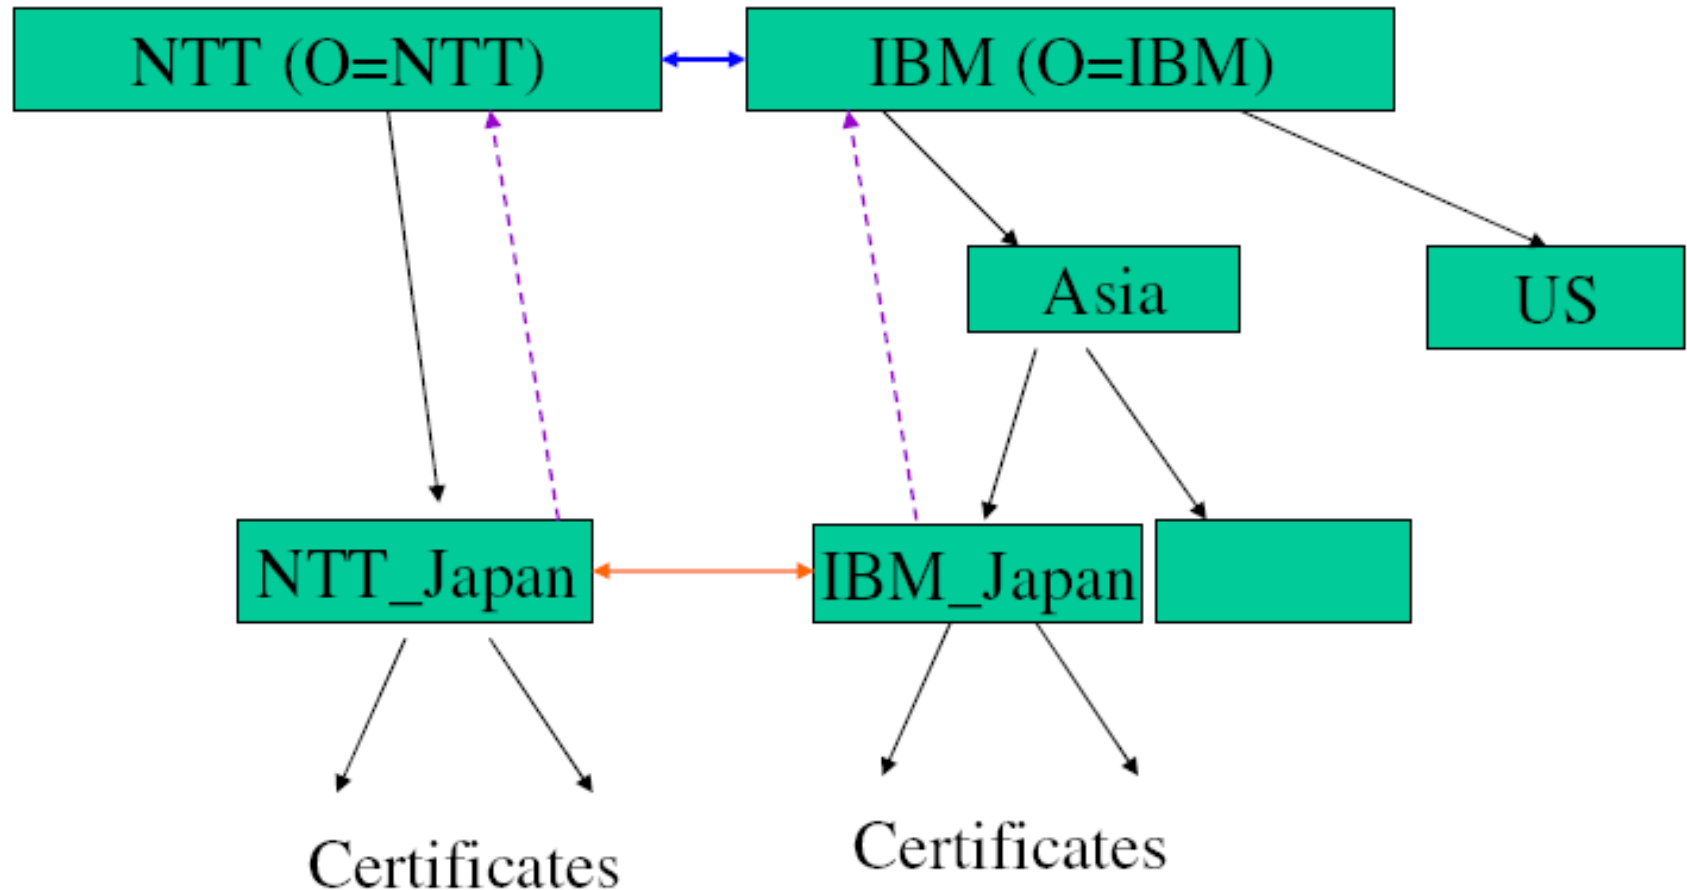 NTT (O=NTT)
IBM (O=IBM)
Asia
US
NTT_Japan
IBM_Japan
Certificates
Certificates